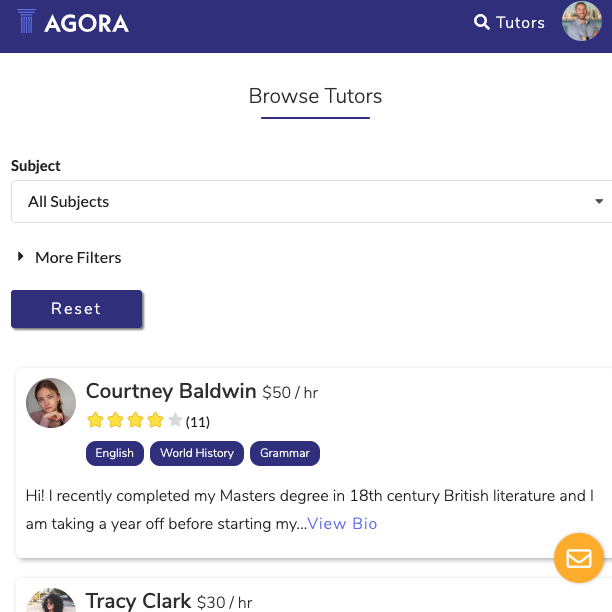 AGORA
Tutors
Browse Tutors
Subject
All Subjects
More Filters
Reset
Courtney Baldwin $50 / hr
(11)
English World History Grammar
Hi! I recently completed my Masters degree in 18th century British literature and I
am taking a year off before starting my...View Bio
Tracy Clark $30 / hr